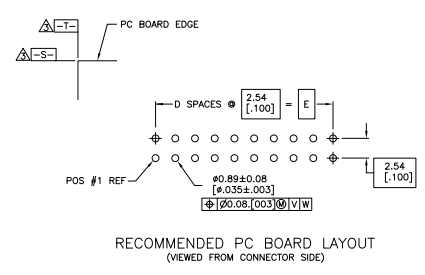 3 -T-
PC BOARD EDGE
3 -S-
D SPACES @ 2.54 [.100] = E
POS #1 REF
ø0.89±0.08
[ø.035±.003]
⌖ Ø0.08.[003]Ⓜ V W
2.54
[.100]
RECOMMENDED PC BOARD LAYOUT
(VIEWED FROM CONNECTOR SIDE)